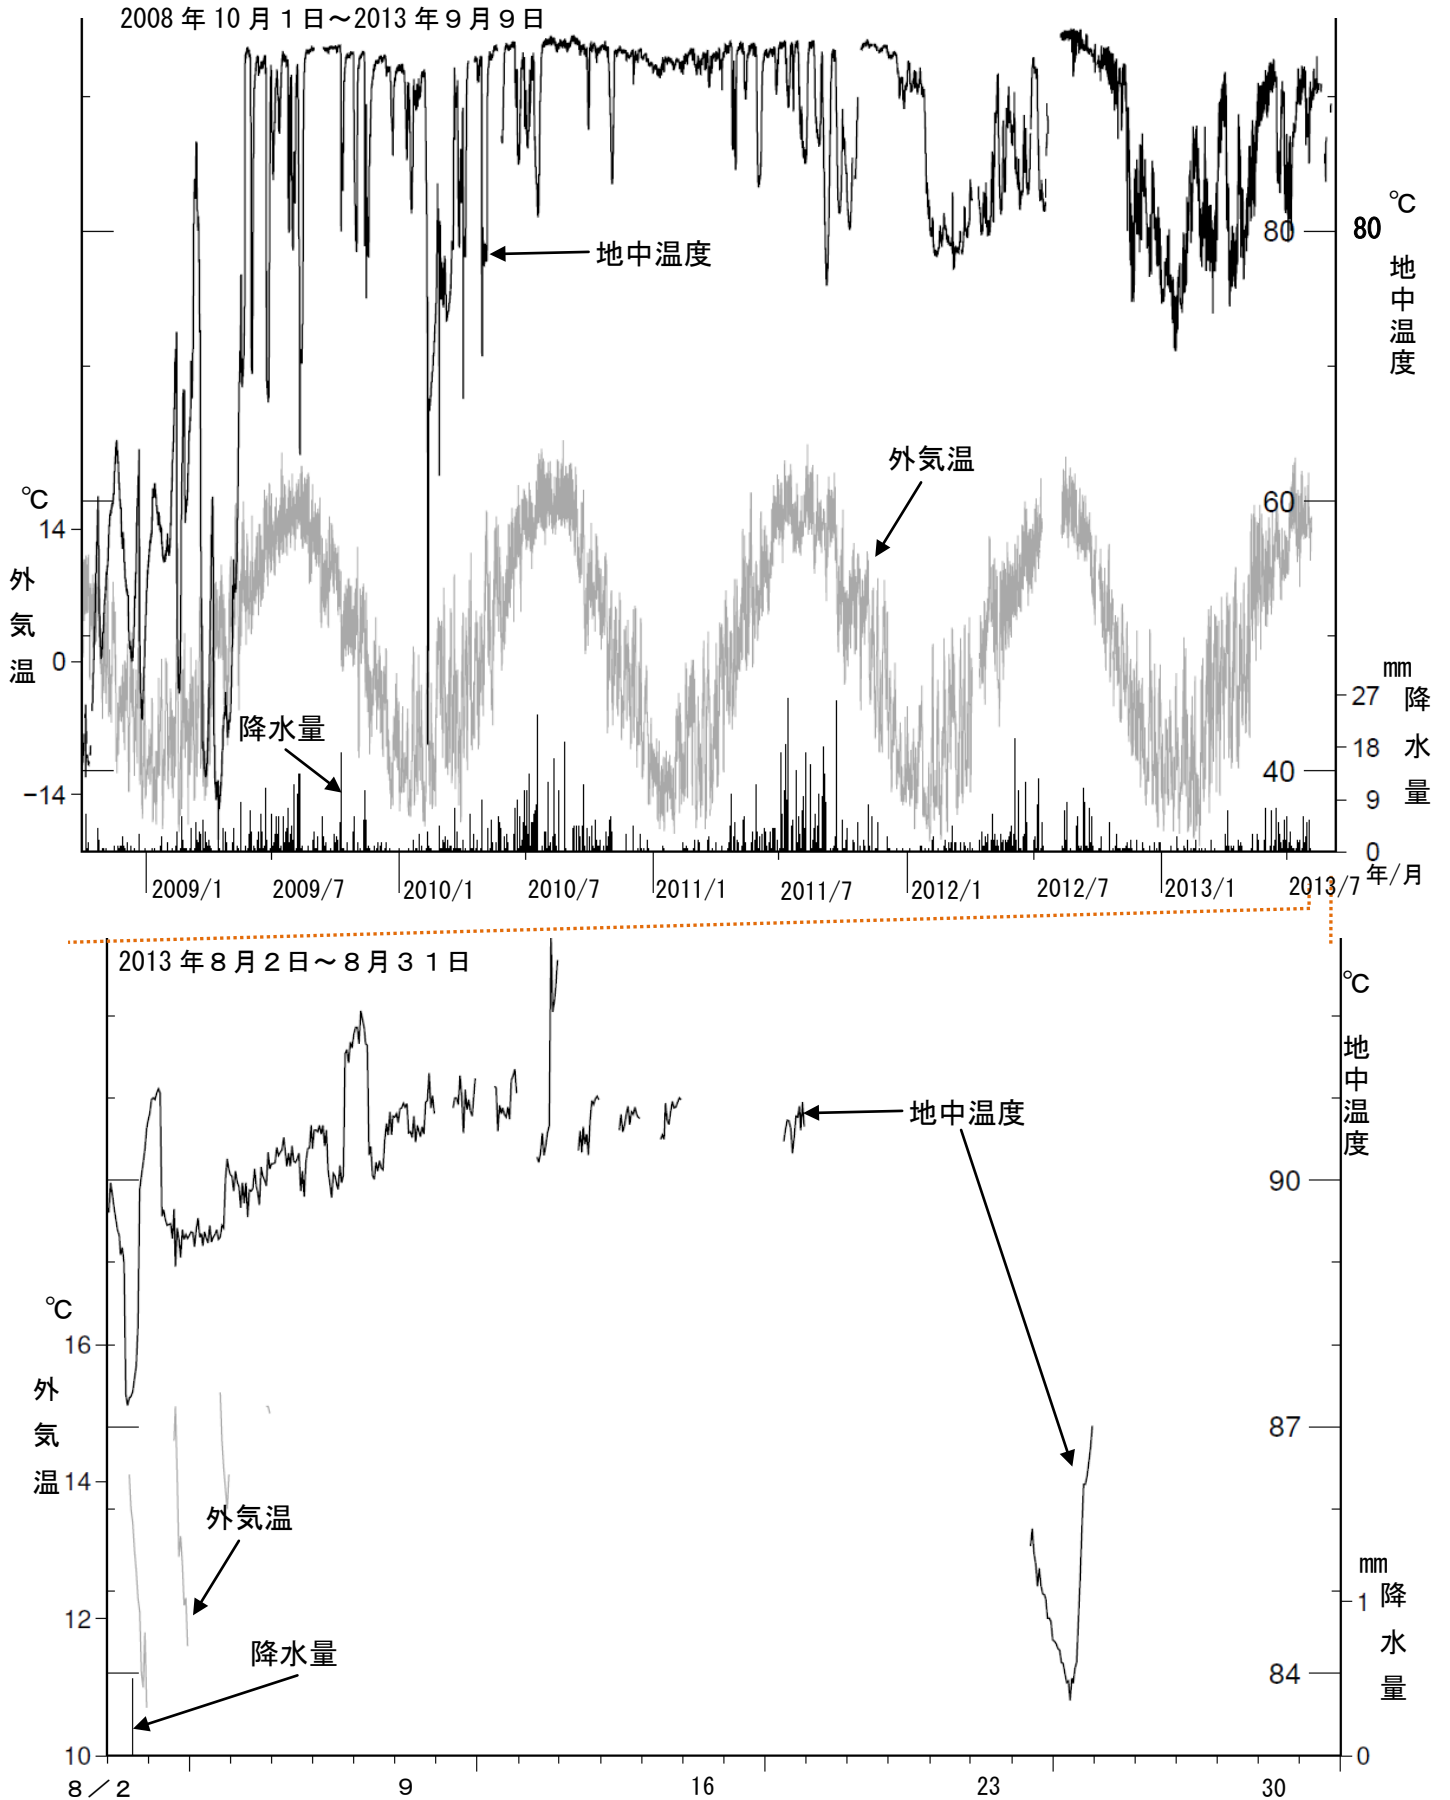 2008 年 10 月 1 日～2013 年９月９日
℃
80
80
地中温度
地中温度
外気温
℃
60
14
外気温
0
mm
27
降水量
降水量
18
40
-14
9
0
年/月
2009/1
2009/7
2010/1
2010/7
2011/1
2011/7
2012/1
2012/7
2013/1
2013/7
2013 年８月２日～８月３１日
℃
地中温度
地中温度
90
℃
16
外気温
87
14
外気温
mm
1
降水量
12
降水量
84
10
0
８／２
9
16
23
30